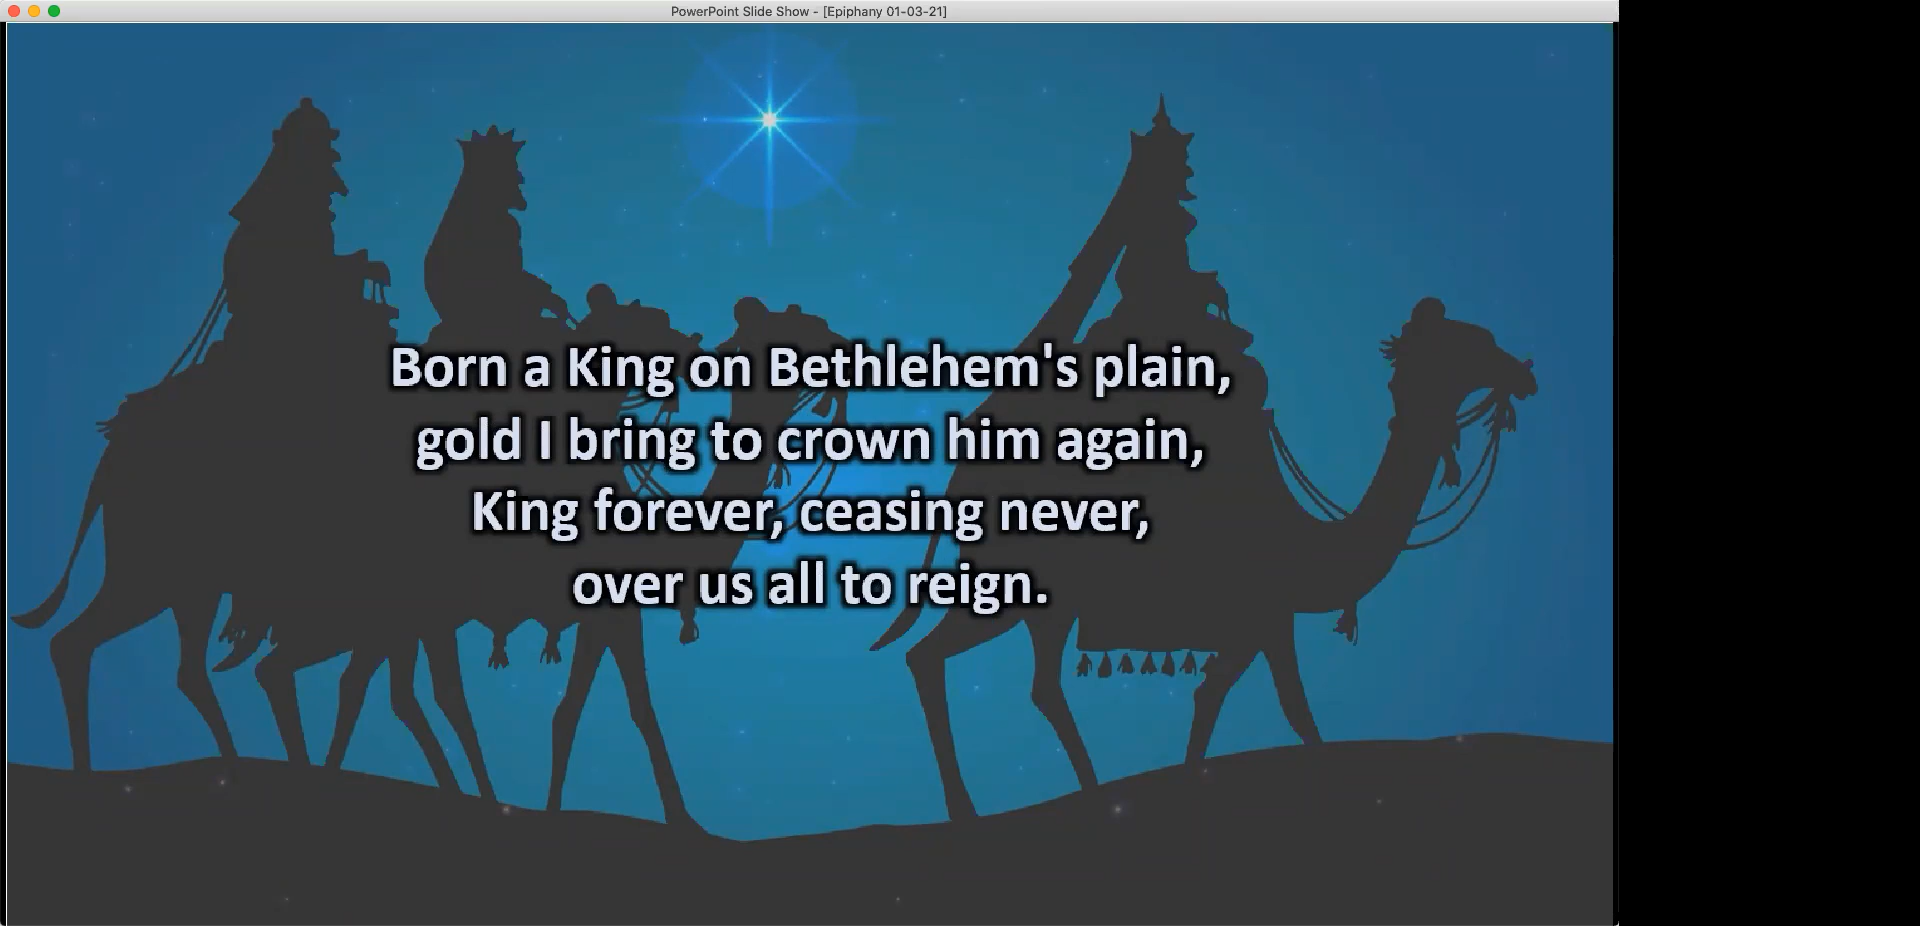 PowerPoint Slide Show - [Epiphany 01-03-21]
Born a King on Bethlehem's plain,
gold I bring to crown him again,
King forever, ceasing never,
over us all to reign.